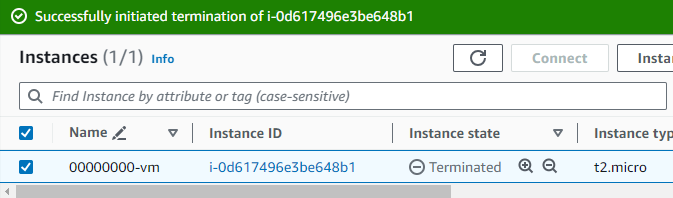 Successfully initiated termination of i-0d617496e3be648b1
Instances (1/1) Info Connect Insta
Find Instance by attribute or tag (case-sensitive)
Name Instance ID Instance state Instance typ
00000000-vm i-0d617496e3be648b1 Terminated t2.micro